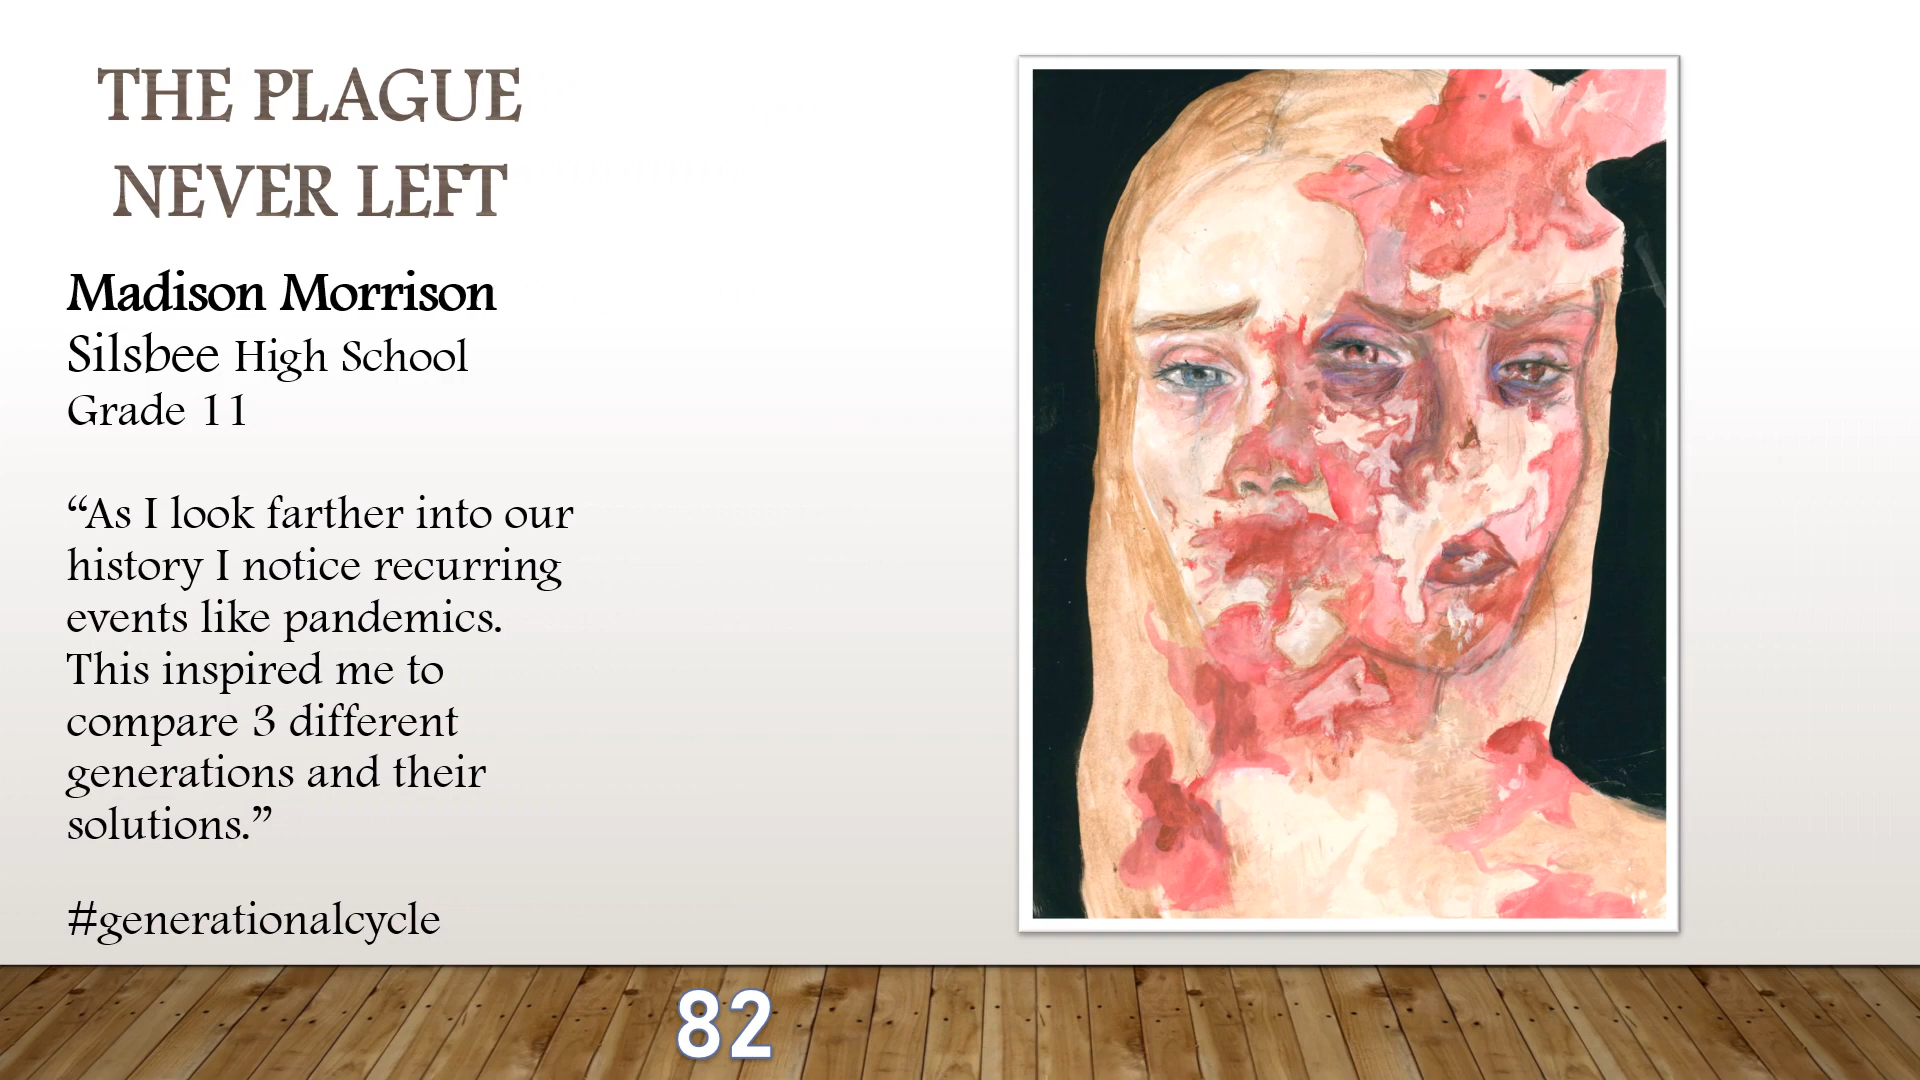 THE PLAGUE
NEVER LEFT
Madison Morrison
Silsbee High School
Grade 11
“As I look farther into our
history I notice recurring
events like pandemics.
This inspired me to
compare 3 different
generations and their
solutions.”
#generationalcycle
82